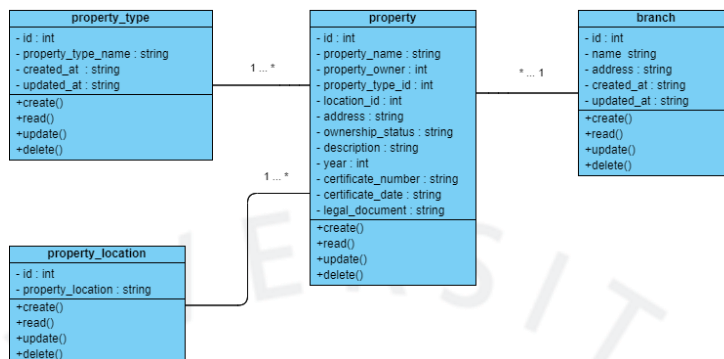 property_type
- id : int
- property_type_name : string
- created_at : string
- updated_at : string
+create()
+read()
+update()
+delete()
1 ... *
property
- id : int
- property_name : string
- property_owner : int
- property_type_id : int
- location_id : int
- address : string
- ownership_status : string
- description : string
- year : int
- certificate_number : string
- certificate_date : string
- legal_document : string
+create()
+read()
+update()
+delete()
* ... 1
branch
- id : int
- name string
- address : string
- created_at : string
- updated_at : string
+create()
+read()
+update()
+delete()
1 ... *
property_location
- id : int
- property_location : string
+create()
+read()
+update()
+delete()